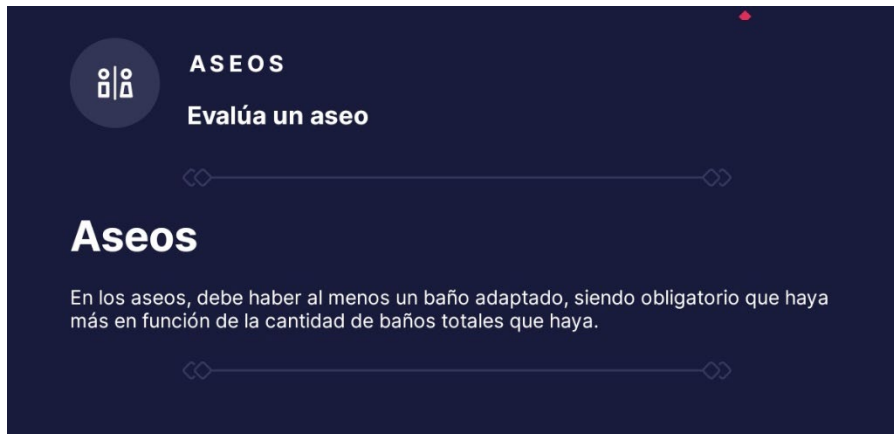 ASEOS
Evalúa un aseo
Aseos
En los aseos, debe haber al menos un baño adaptado, siendo obligatorio que haya
más en función de la cantidad de baños totales que haya.